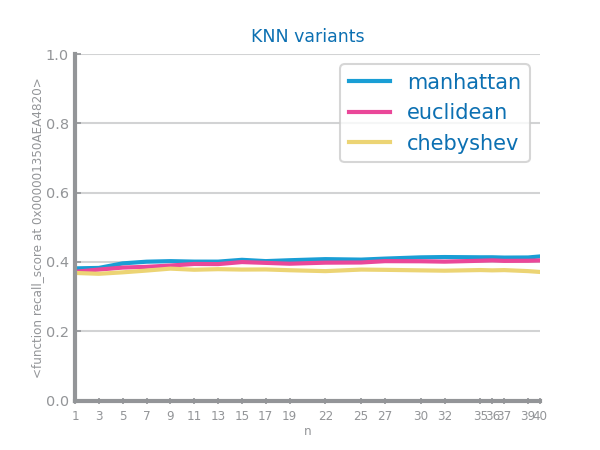 KNN variants
manhattan
euclidean
chebyshev
<function recall_score at 0x000001350AEA4820>
1.0
0.8
0.6
0.4
0.2
0.0
1 3 5 7 9 11 13 15 17 19 22 25 27 30 32 35 36 37 39 40
n